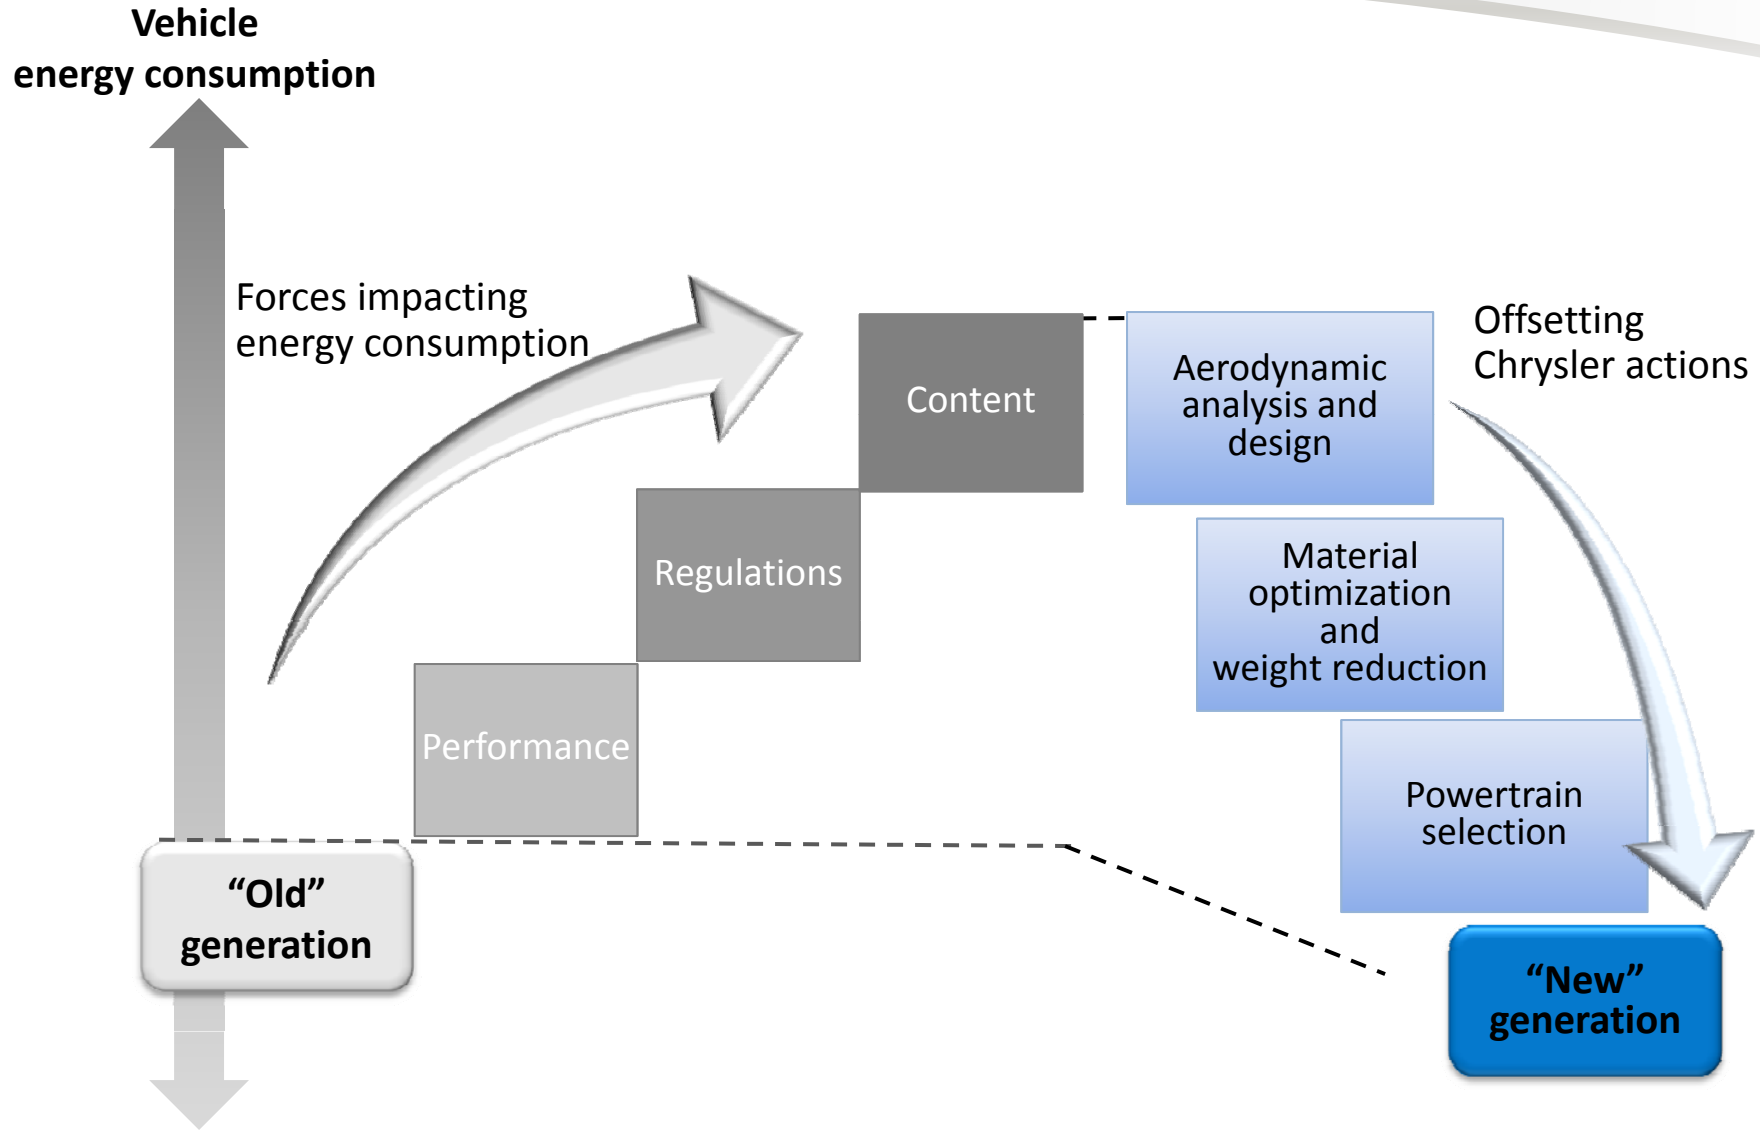 Vehicle
energy consumption
Forces impacting
energy consumption
Content
Aerodynamic
analysis and
design
Offsetting
Chrysler actions
Regulations
Material
optimization
and
weight reduction
Performance
Powertrain
selection
“Old”
generation
“New”
generation